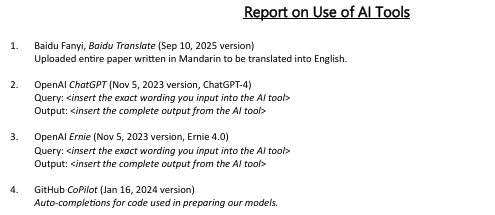 Report on Use of AI Tools
1. Baidu Fanyi, Baidu Translate (Sep 10, 2025 version)
Uploaded entire paper written in Mandarin to be translated into English.
2. OpenAI ChatGPT (Nov 5, 2023 version, ChatGPT-4)
Query: <insert the exact wording you input into the AI tool>
Output: <insert the complete output from the AI tool>
3. OpenAI Ernie (Nov 5, 2023 version, Ernie 4.0)
Query: <insert the exact wording you input into the AI tool>
Output: <insert the complete output from the AI tool>
4. GitHub CoPilot (Jan 16, 2024 version)
Auto-completions for code used in preparing our models.